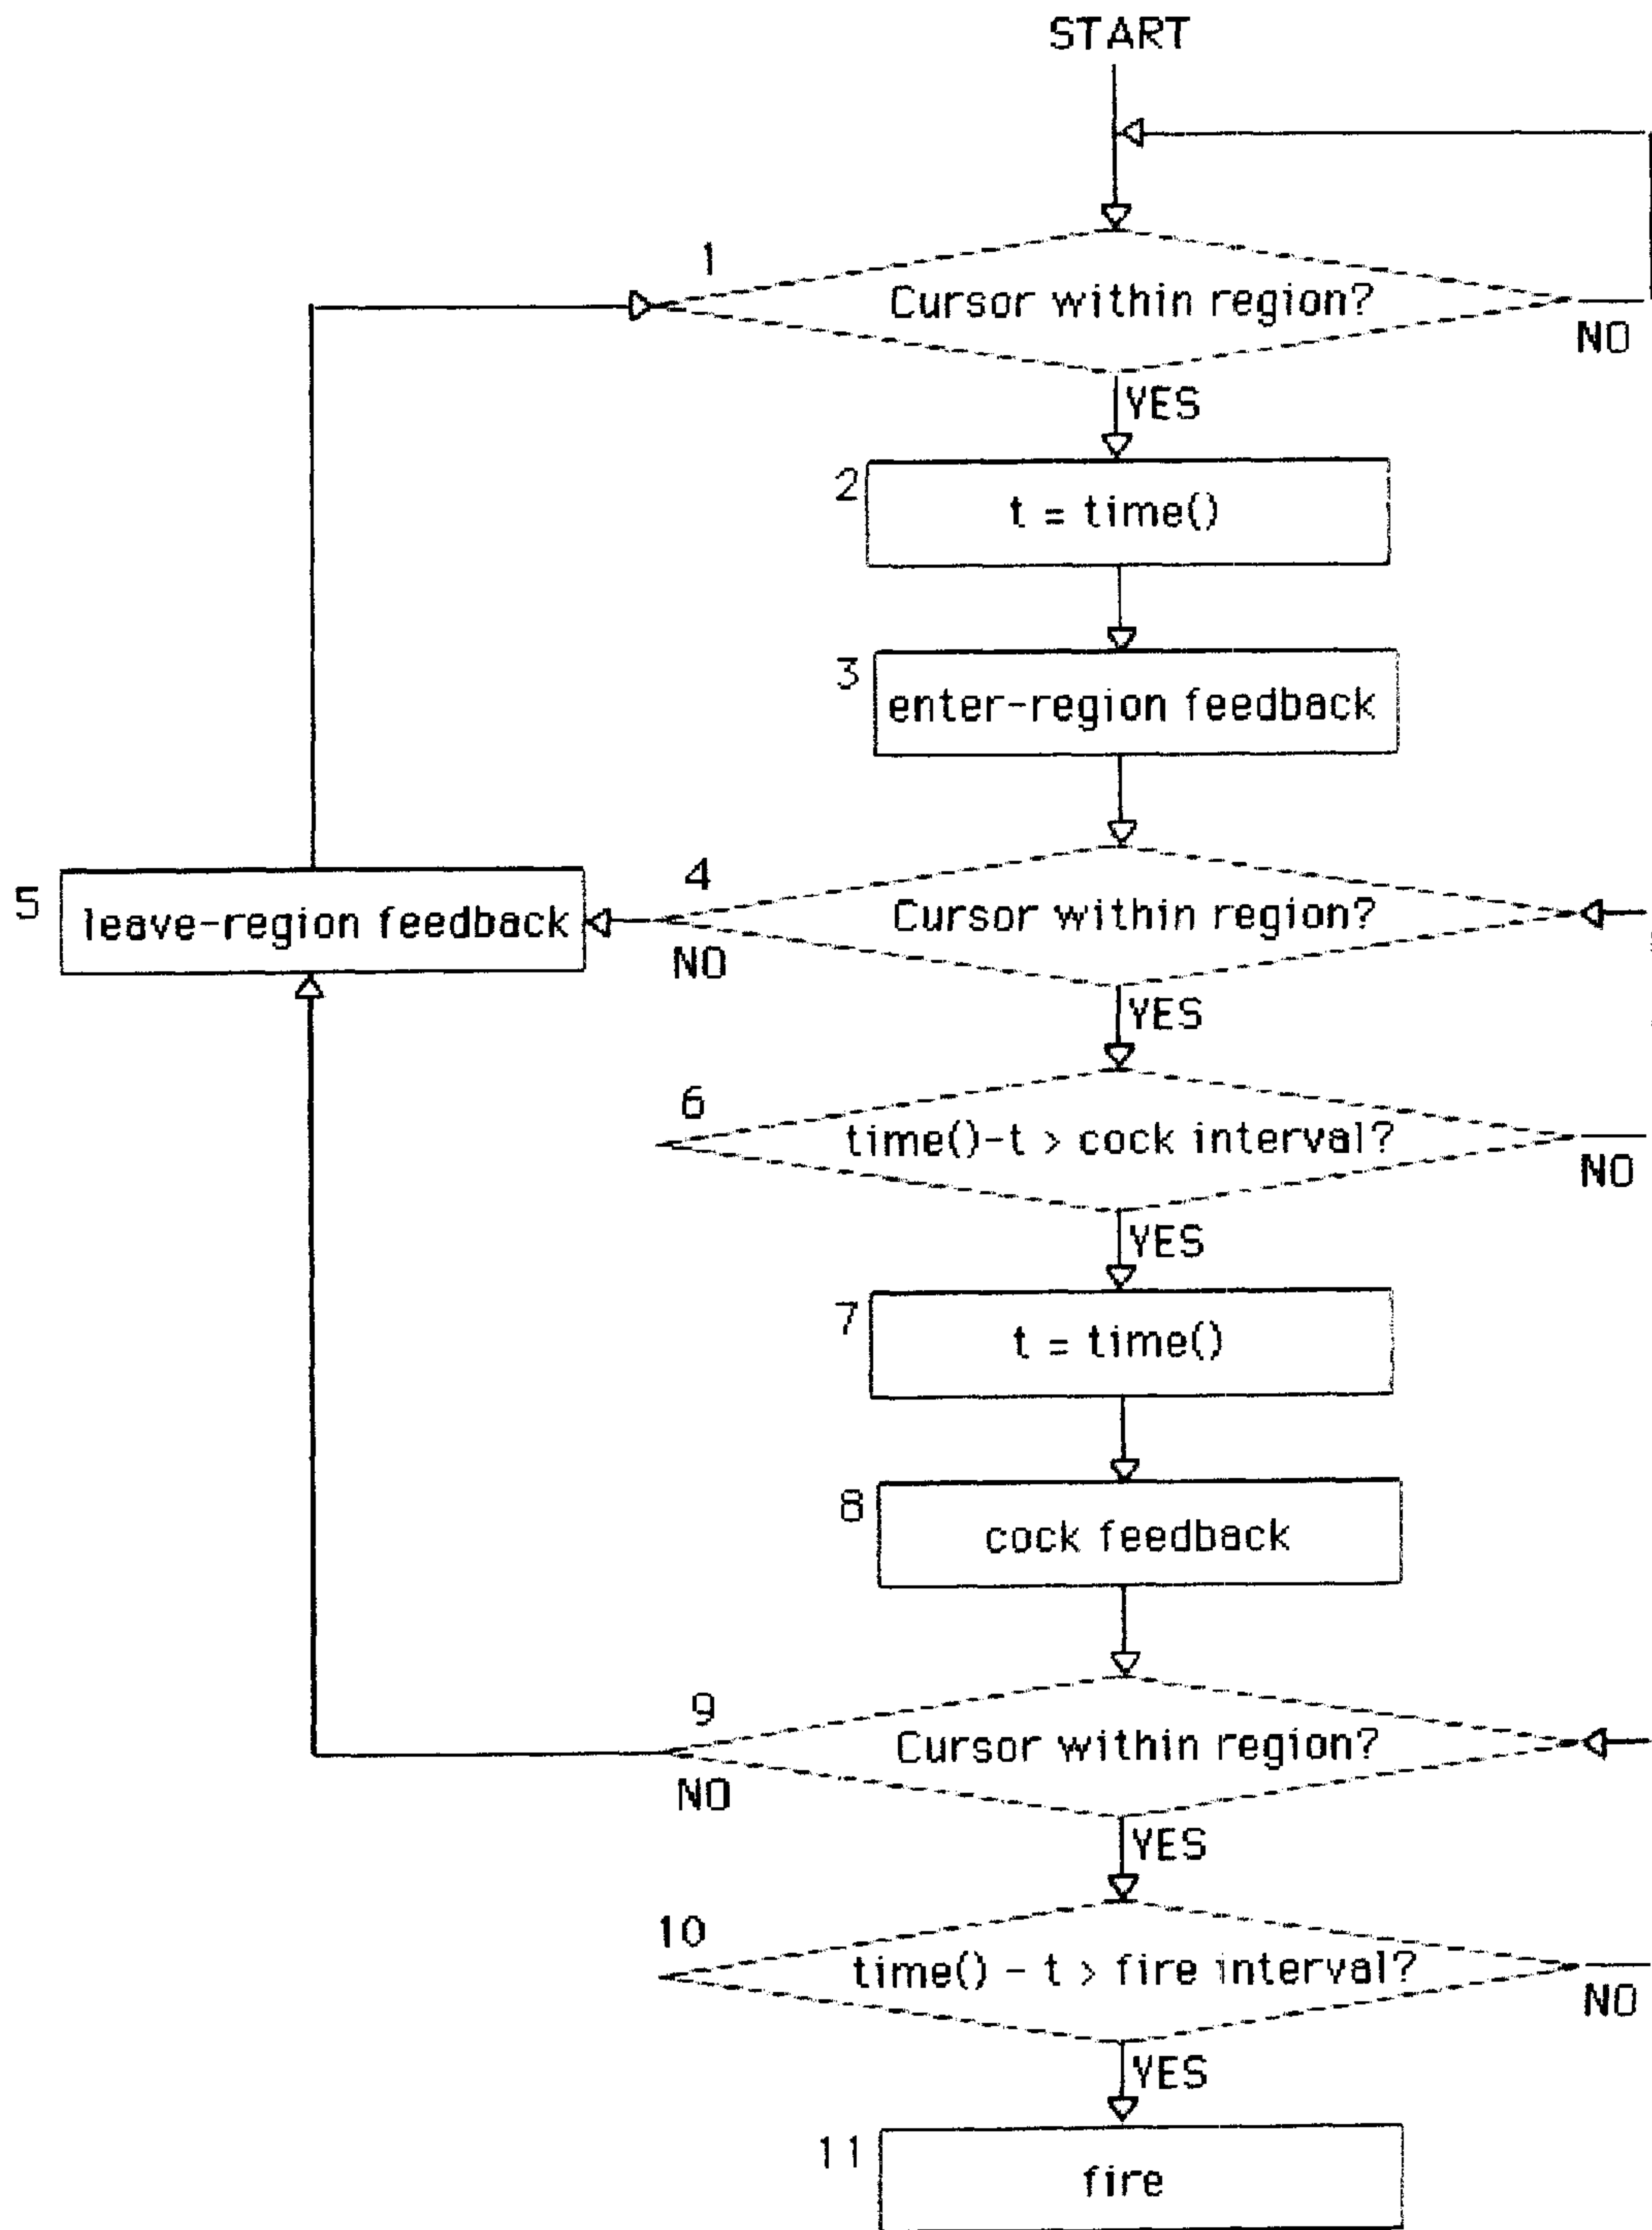 START
1
Cursor within region?
NO
YES
2
t = time()
3
enter-region feedback
4
Cursor within region?
5
leave-region feedback
NO
YES
6
time()-t > cock interval?
NO
YES
7
t = time()
8
cock feedback
9
Cursor within region?
NO
YES
10
time() - t > fire interval?
NO
YES
11
fire